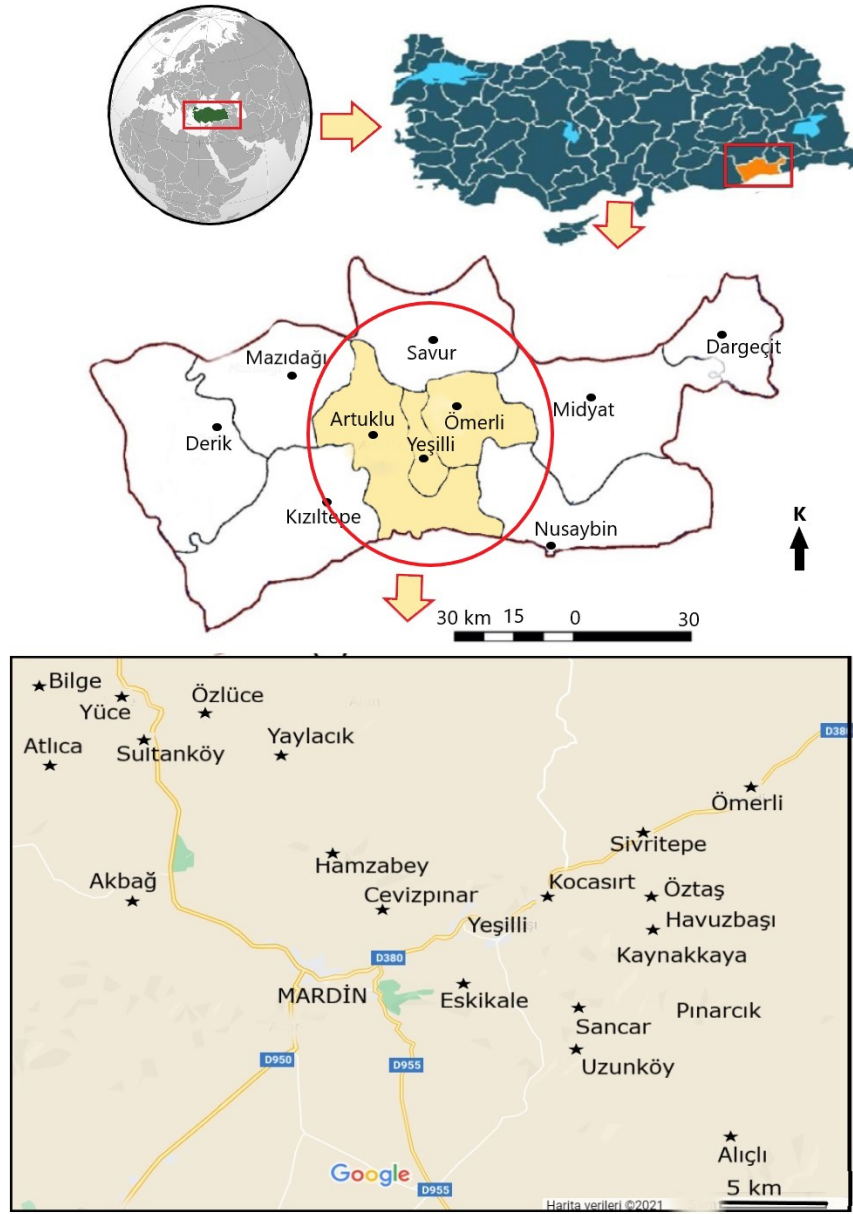 Savur
Dargeçit
Mazıdağı
Midyat
Artuklu
Ömerli
Derik
Yeşilli
Kızıltepe
Nusaybin
K
30 km 15 0 30
Bilge
Özlüce
Yüce
D380
Atlıca
Sultanköy
Yaylacık
Ömerli
Sivritepe
Hamzabey
Akbağ
Kocasırt
Öztaş
Cevizpınar
Yeşilli
Havuzbaşı
Kaynakkaya
D380
MARDİN
Eskikale
Pınarcık
Sancar
D950
D955
Uzunköy
Alıçlı
Google
D955
5 km
Harita verileri ©2021